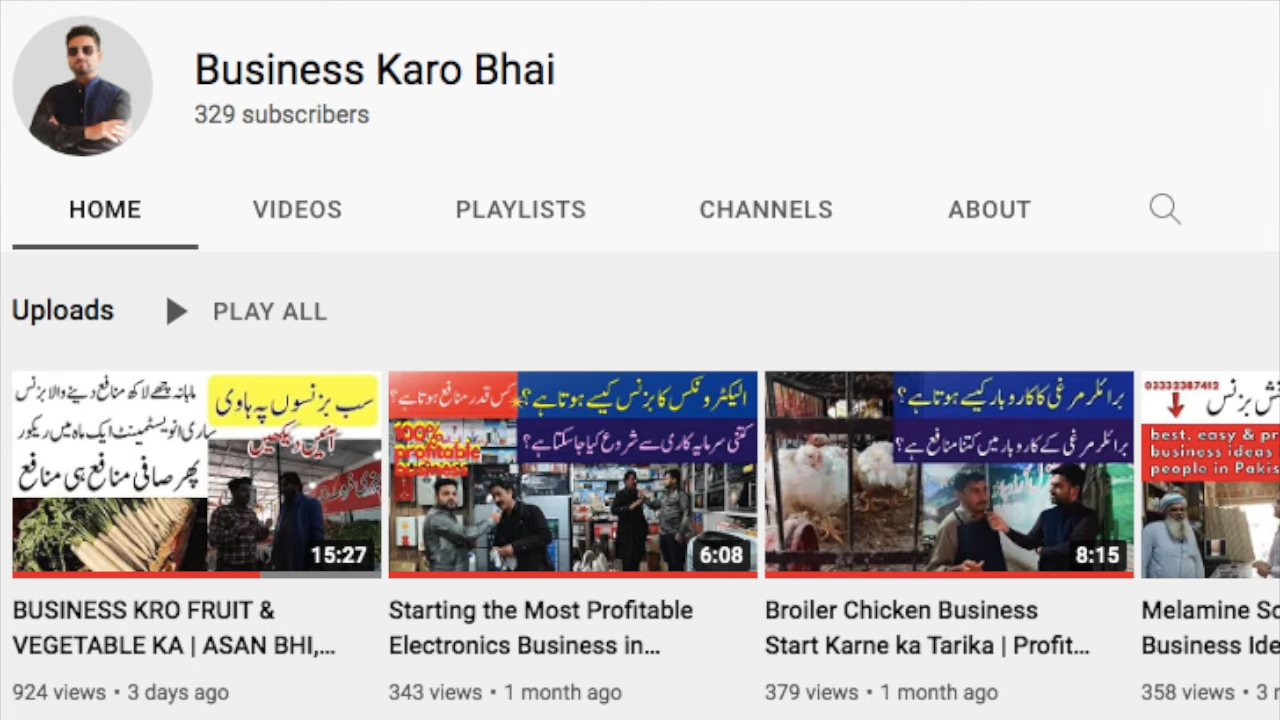 Business Karo Bhai
329 subscribers
HOME
VIDEOS
PLAYLISTS
CHANNELS
ABOUT
Uploads
PLAY ALL
ماہانہ چھے لاکھ منافع دینے والا بزنس
سب بزنسوں پہ ہاوی
ساری انویسٹمینٹ ایک ماہ میں ریکور
آئیں دیکھیں
پھر صافی منافع ہی منافع
15:27
کس قدر منافع ہوتا ہے؟
الیکٹرونکس کا بزنس کیسے ہوتا ہے؟
100%
profitable
business
کتنی سرمایہ کاری سے شروع کیا جا سکتا ہے؟
6:08
برائلر مرغی کا کاروبار کیسے ہوتا ہے؟
برائلر مرغی کے کاروبار میں کتنا منافع ہے؟
8:15
03332387412
بزنس
best, easy & pr
business ideas
people in Pakis
BUSINESS KRO FRUIT &
VEGETABLE KA | ASAN BHI,...
924 views • 3 days ago
Starting the Most Profitable
Electronics Business in...
343 views • 1 month ago
Broiler Chicken Business
Start Karne ka Tarika | Profit...
379 views • 1 month ago
Melamine Sc
Business Ide
358 views • 3 m